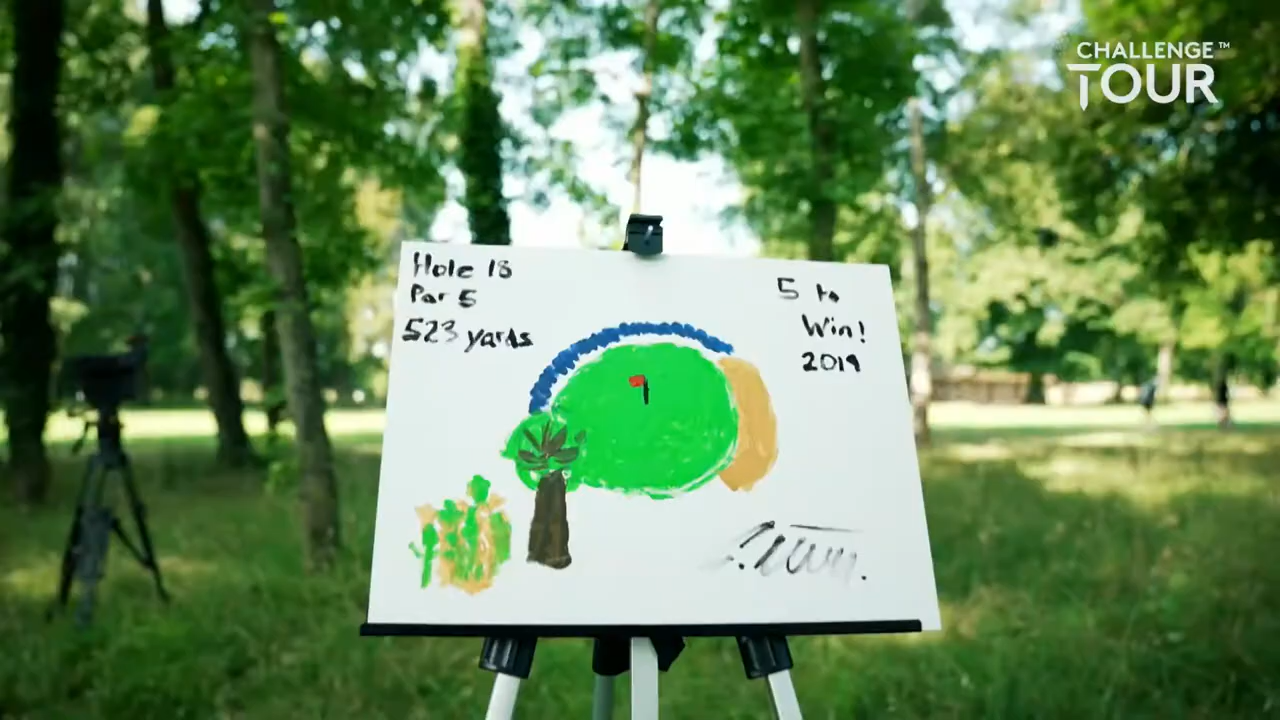 CHALLENGE™
TOUR
Hole 18
Par 5
523 yards
5 to
Win!
2019